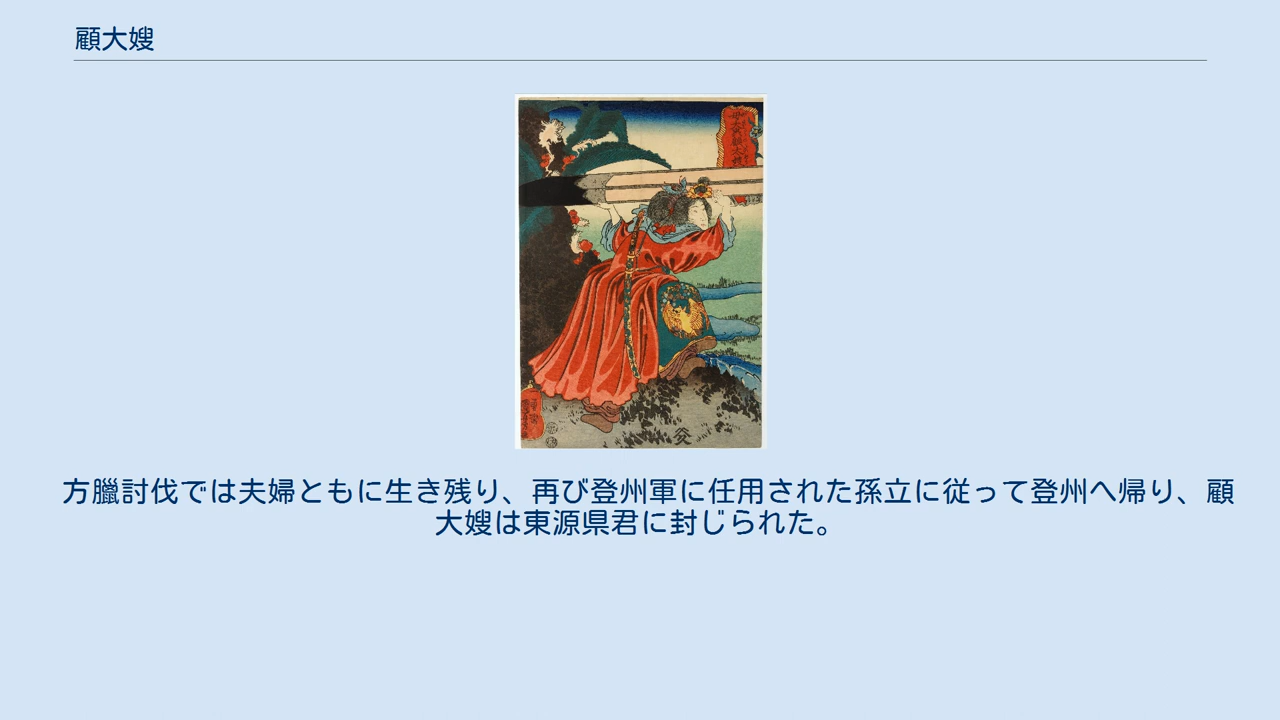 顧大嫂
方臘討伐では夫婦ともに生き残り、再び登州軍に任用された孫立に従って登州へ帰り、顧
大嫂は東源県君に封じられた。